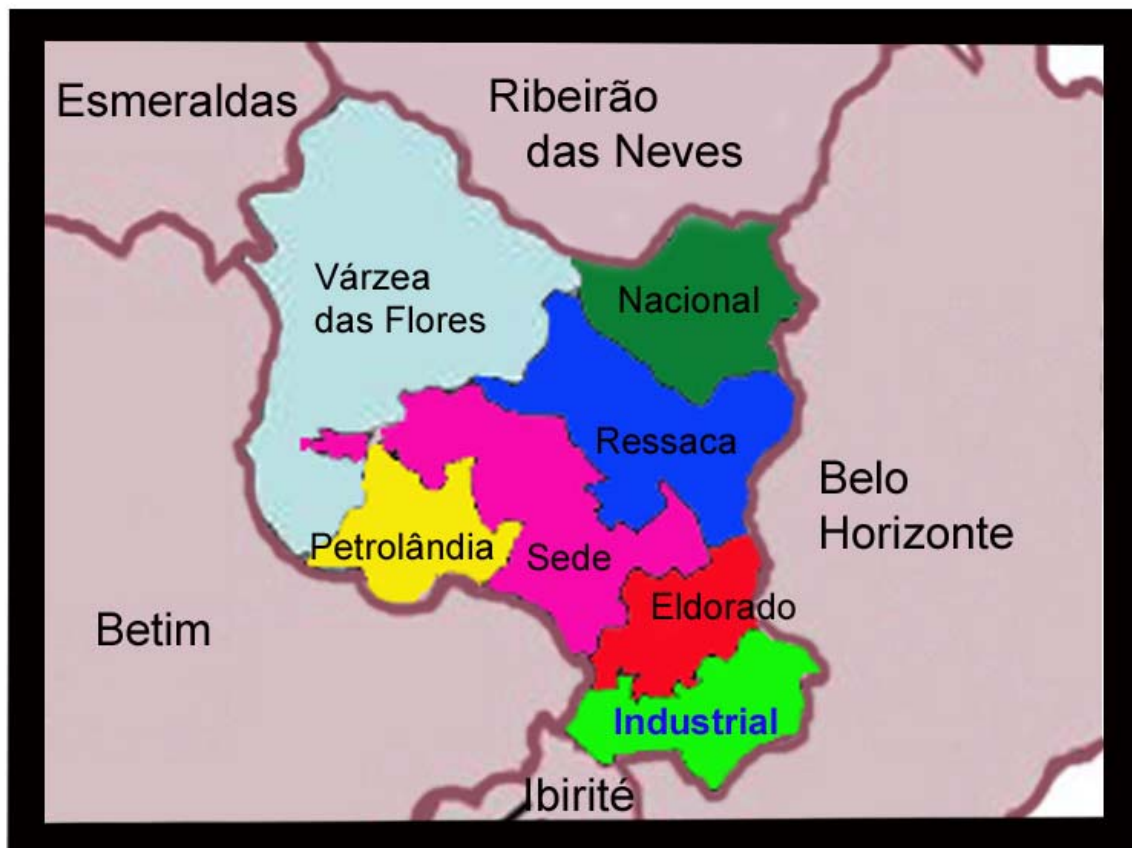 Esmeraldas
Ribeirão
das Neves
Várzea
das Flores
Nacional
Ressaca
Belo
Horizonte
Petrolândia
Sede
Eldorado
Betim
Industrial
Ibirité